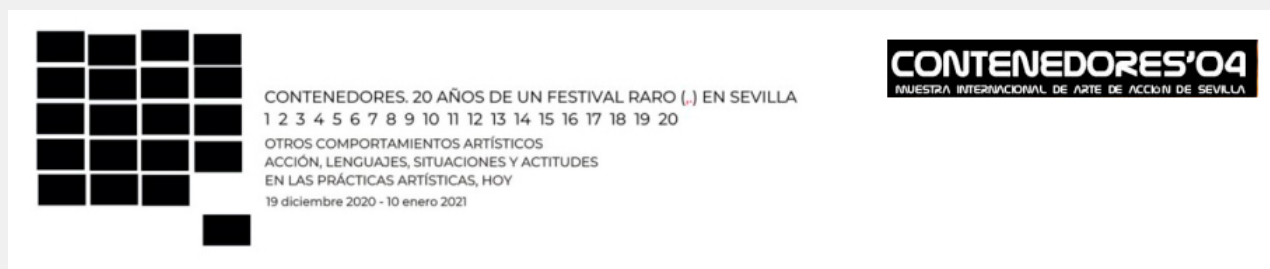 CONTENEDORES. 20 AÑOS DE UN FESTIVAL RARO (,.) EN SEVILLA
1 2 3 4 5 6 7 8 9 10 11 12 13 14 15 16 17 18 19 20
OTROS COMPORTAMIENTOS ARTÍSTICOS
ACCIÓN, LENGUAJES, SITUACIONES Y ACTITUDES
EN LAS PRÁCTICAS ARTÍSTICAS, HOY
19 diciembre 2020 - 10 enero 2021
CONTENEDORES'04
MUESTRA INTERNACIONAL DE ARTE DE ACCION DE SEVILLA